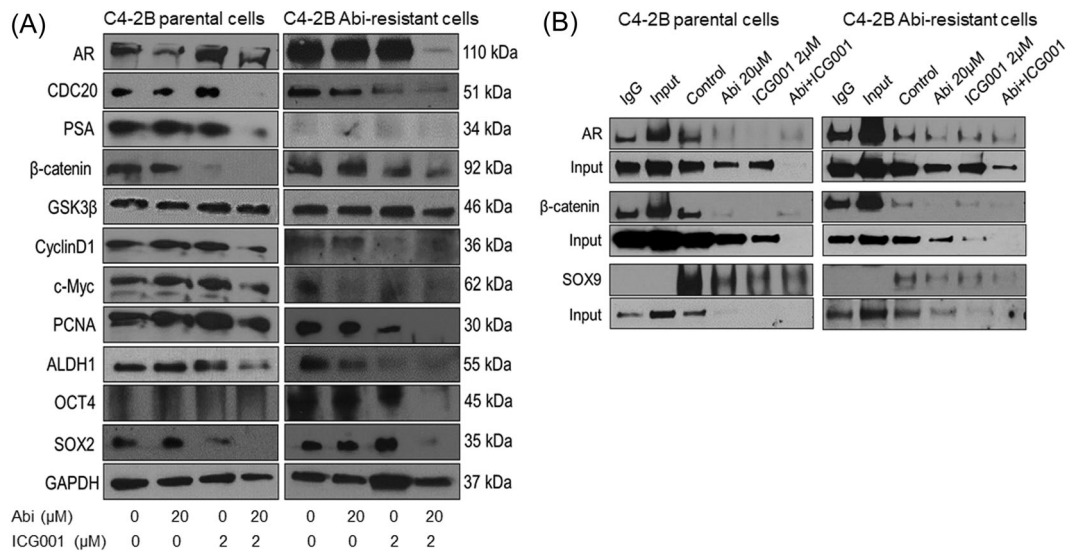 (A)
C4-2B parental cells
C4-2B Abi-resistant cells
AR
110 kDa
CDC20
51 kDa
PSA
34 kDa
β-catenin
92 kDa
GSK3β
46 kDa
CyclinD1
36 kDa
c-Myc
62 kDa
PCNA
30 kDa
ALDH1
55 kDa
OCT4
45 kDa
SOX2
35 kDa
GAPDH
37 kDa
Abi (µM) 0 20 0 20 0 20 0 20
ICG001 (µM) 0 0 2 2 0 0 2 2
(B)
C4-2B parental cells
C4-2B Abi-resistant cells
IgG
Input
Control
Abi 20µM
ICG001 2µM
Abi+ICG001
IgG
Input
Control
Abi 20µM
ICG001 2µM
Abi+ICG001
AR
Input
β-catenin
Input
SOX9
Input